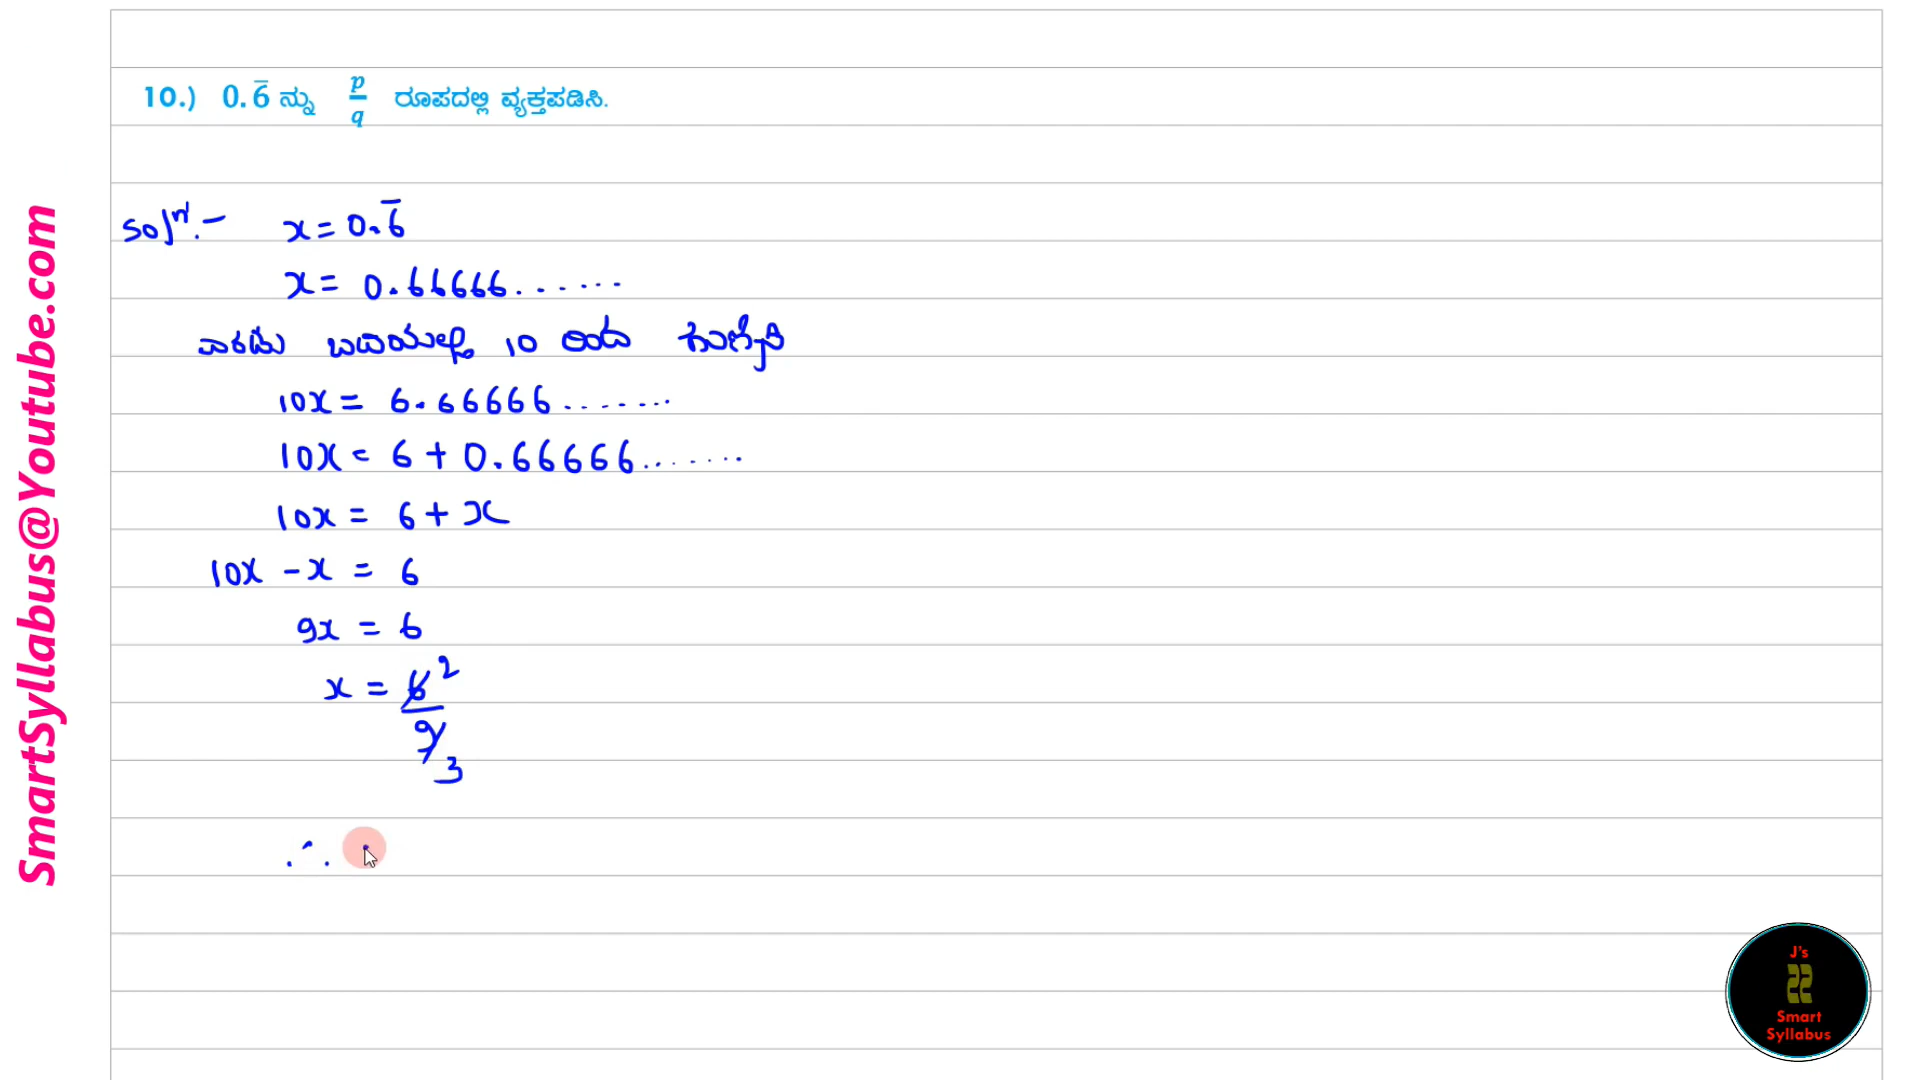 SmartSyllabus@Youtube.com
10.) 0.6̅ ನ್ನು p/q ರೂಪದಲ್ಲಿ ವ್ಯಕ್ತಪಡಿಸಿ.
Solⁿ:- x = 0.6̅
x = 0.66666.......
ಎರಡು ಬದಿಯಲ್ಲಿ 10 ರಿಂದ ಗುಣಿಸಿ
10x = 6.66666.......
10x = 6 + 0.66666.......
10x = 6 + x
10x - x = 6
9x = 6
x = 6/9
2
3
∴
J's
SS
Smart
Syllabus